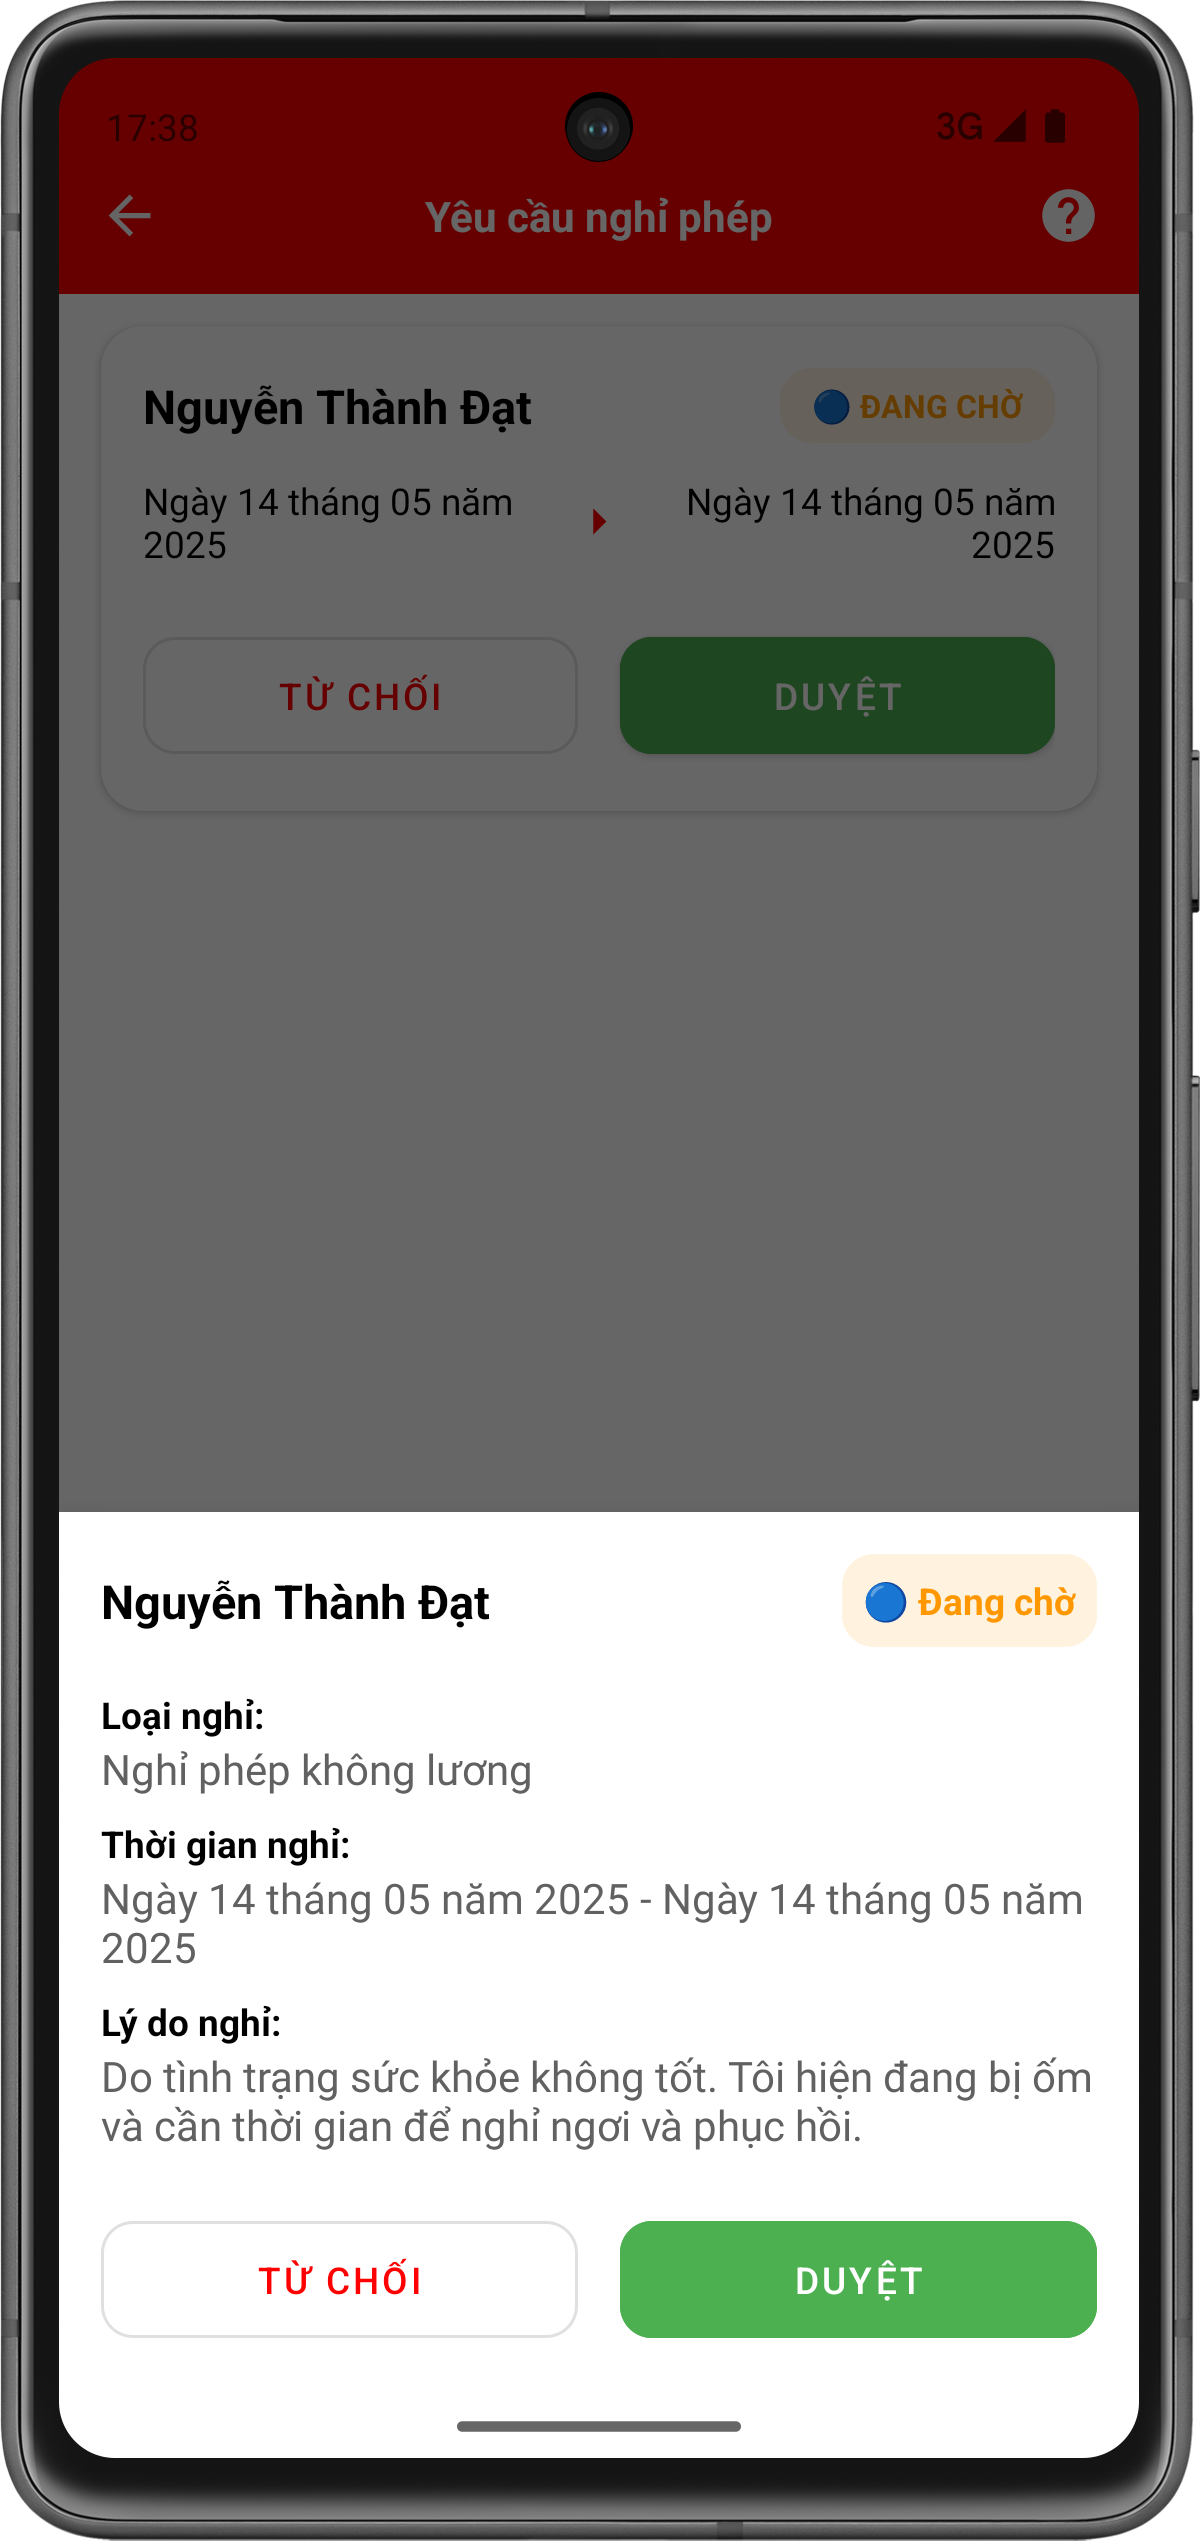 17:38
3G
Yêu cầu nghỉ phép
Nguyễn Thành Đạt
ĐANG CHỜ
Ngày 14 tháng 05 năm
2025
Ngày 14 tháng 05 năm
2025
TỪ CHỐI
DUYỆT
Nguyễn Thành Đạt
Đang chờ
Loại nghỉ:
Nghỉ phép không lương
Thời gian nghỉ:
Ngày 14 tháng 05 năm 2025 - Ngày 14 tháng 05 năm
2025
Lý do nghỉ:
Do tình trạng sức khỏe không tốt. Tôi hiện đang bị ốm
và cần thời gian để nghỉ ngơi và phục hồi.
TỪ CHỐI
DUYỆT